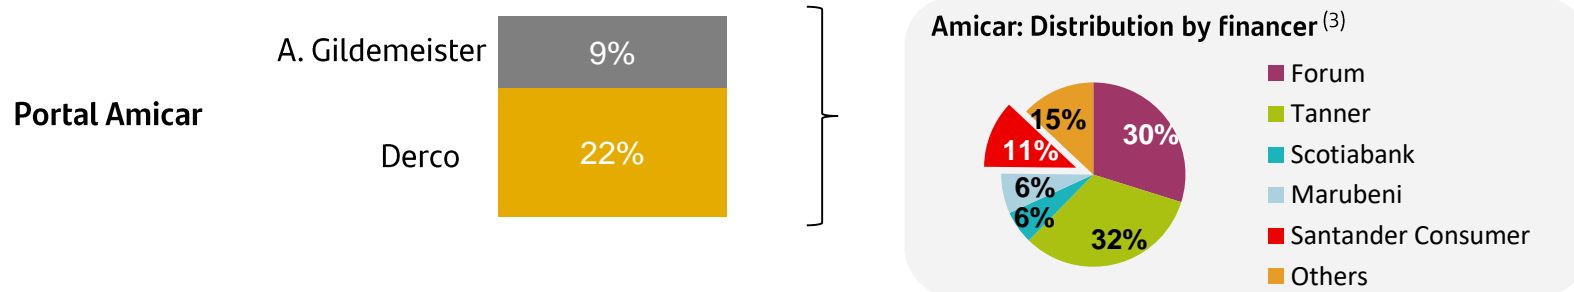 Portal Amicar
A. Gildemeister
9%
Derco
22%
Amicar: Distribution by financer (3)
30%
32%
6%
6%
11%
15%
Forum
Tanner
Scotiabank
Marubeni
Santander Consumer
Others